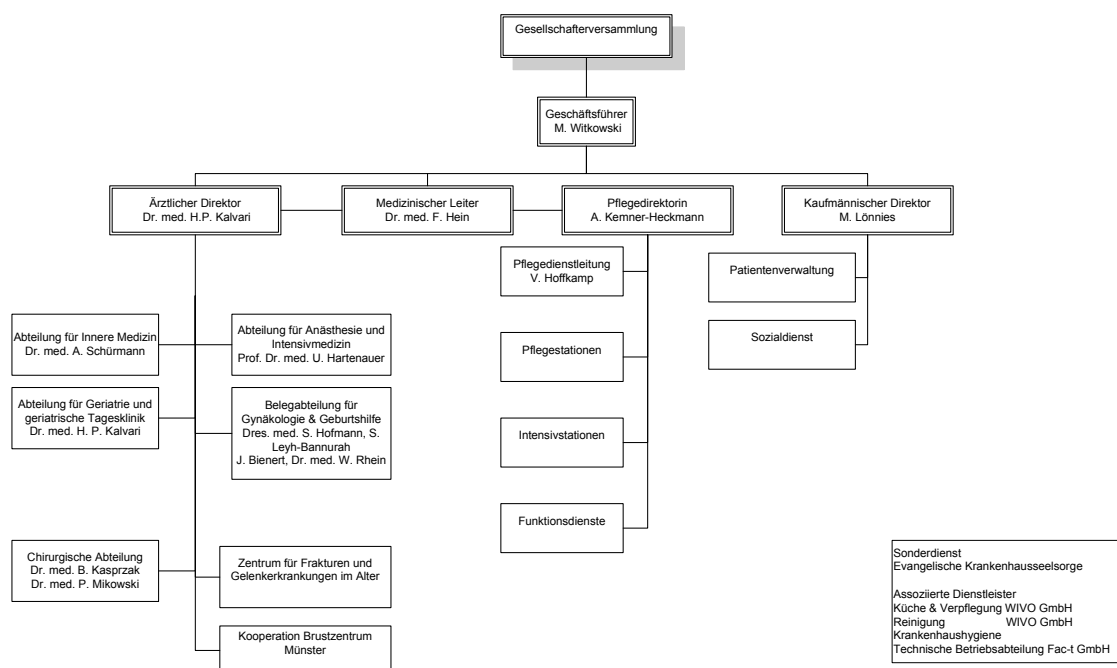 Gesellschafterversammlung
Geschäftsführer
M. Witkowski
Ärztlicher Direktor
Dr. med. H.P. Kalvari
Medizinischer Leiter
Dr. med. F. Hein
Pflegedirektorin
A. Kemner-Heckmann
Kaufmännischer Direktor
M. Lönnies
Abteilung für Innere Medizin
Dr. med. A. Schürmann
Abteilung für Anästhesie und
Intensivmedizin
Prof. Dr. med. U. Hartenauer
Abteilung für Geriatrie und
geriatrische Tagesklinik
Dr. med. H. P. Kalvari
Belegabteilung für
Gynäkologie & Geburtshilfe
Dres. med. S. Hofmann, S.
Leyh-Bannurah
J. Bienert, Dr. med. W. Rhein
Chirurgische Abteilung
Dr. med. B. Kasprzak
Dr. med. P. Mikowski
Zentrum für Frakturen und
Gelenkerkrankungen im Alter
Kooperation Brustzentrum
Münster
Pflegedienstleitung
V. Hoffkamp
Pflegestationen
Intensivstationen
Funktionsdienste
Patientenverwaltung
Sozialdienst
Sonderdienst
Evangelische Krankenhausseelsorge
Assoziierte Dienstleister
Küche & Verpflegung WIVO GmbH
Reinigung WIVO GmbH
Krankenhaushygiene
Technische Betriebsabteilung Fac-t GmbH